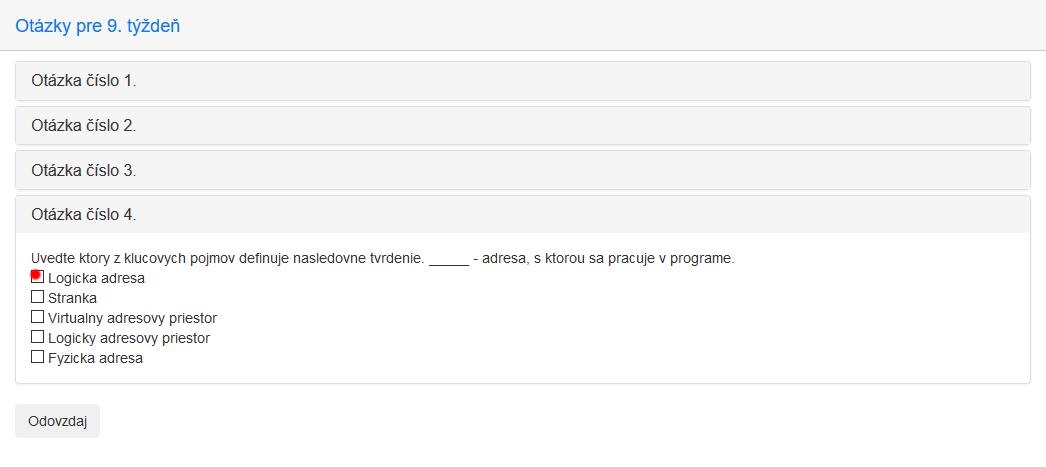 Otázky pre 9. týždeň
Otázka číslo 1.
Otázka číslo 2.
Otázka číslo 3.
Otázka číslo 4.
Uvedte ktory z klucovych pojmov definuje nasledovne tvrdenie. _____ - adresa, s ktorou sa pracuje v programe.
Logicka adresa
Stranka
Virtualny adresovy priestor
Logicky adresovy priestor
Fyzicka adresa
Odovzdaj